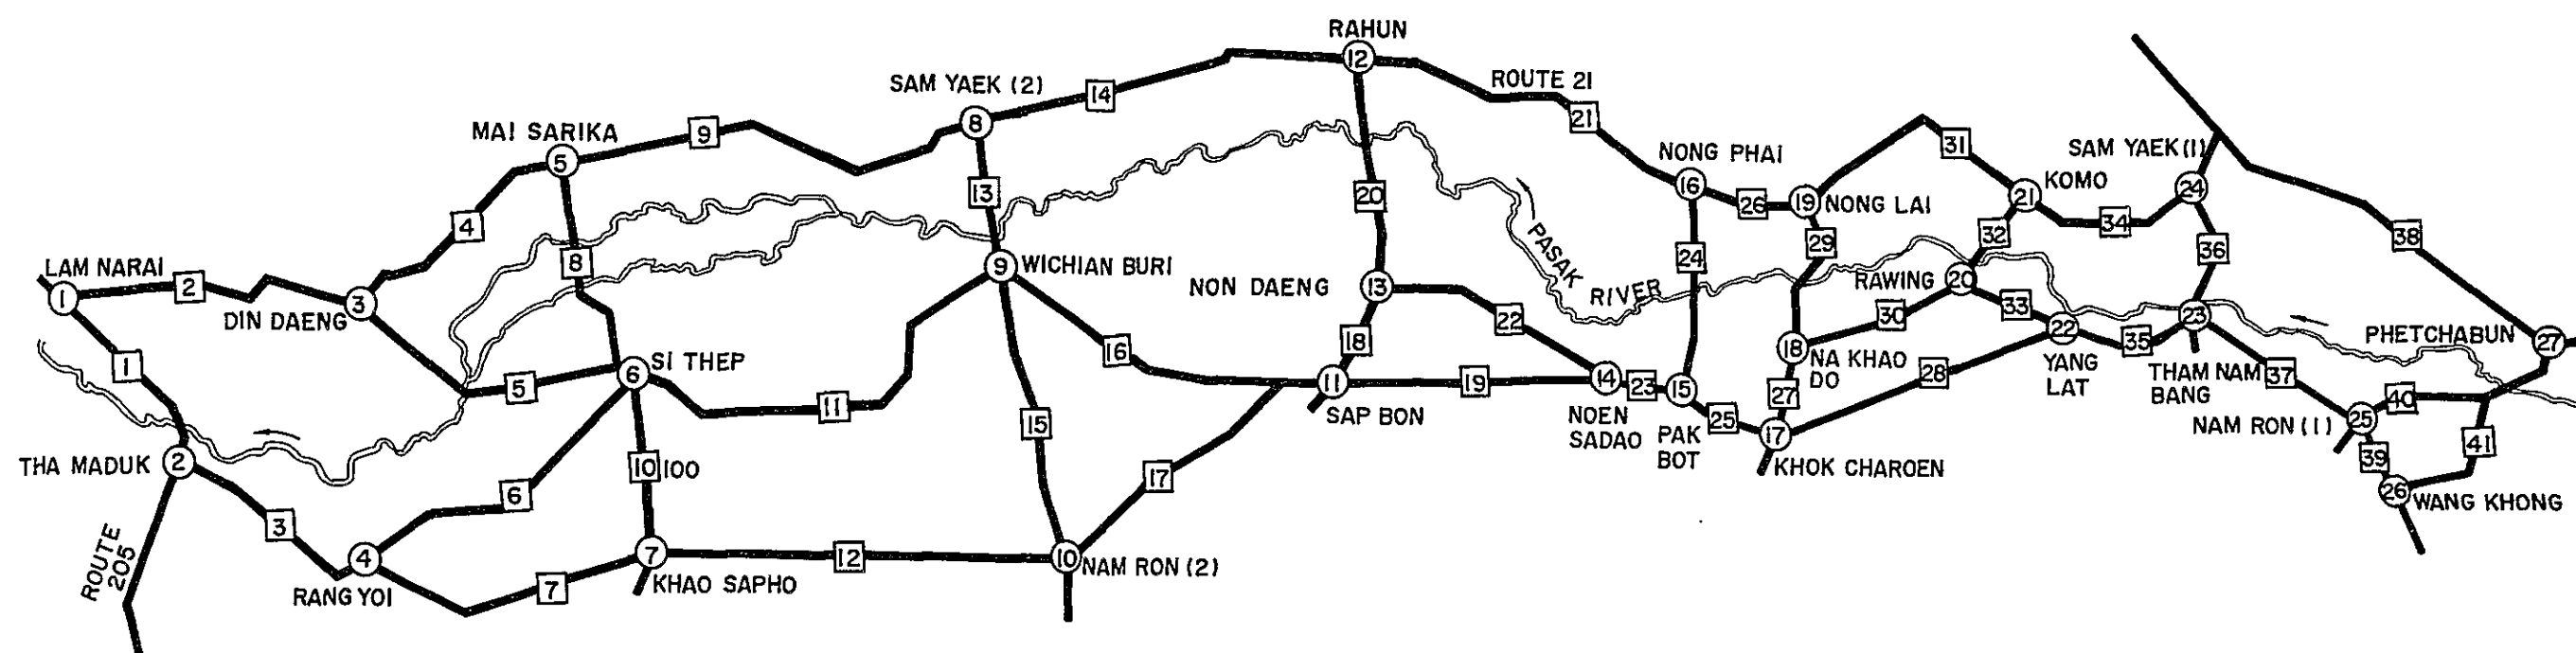 RAHUN
12
ROUTE 21
SAM YAEK (2)
14
21
8
MAI SARIKA
9
5
31
SAM YAEK (1)
NONG PHAI
16
26
19
NONG LAI
KOMO
21
24
13
20
4
8
34
32
29
36
38
24
PASAK
RIVER
LAM NARAI
1
2
3
DIN DAENG
9
WICHIAN BURI
NON DAENG
13
22
RAWING
20
33
30
23
22
35
YANG
LAT
THAM NAM
BANG
PHETCHABUN
27
1
SI THEP
6
5
11
16
18
11
SAP BON
19
14
NOEN
SADAO
23
15
PAK
BOT
25
18
NA KHAO
DO
27
28
17
KHOK CHAROEN
37
40
25
NAM RON (1)
39
41
26
WANG KHONG
THA MADUK
2
ROUTE
205
3
6
10
100
15
17
4
RANG YOI
7
7
KHAO SAPHO
12
10
NAM RON (2)